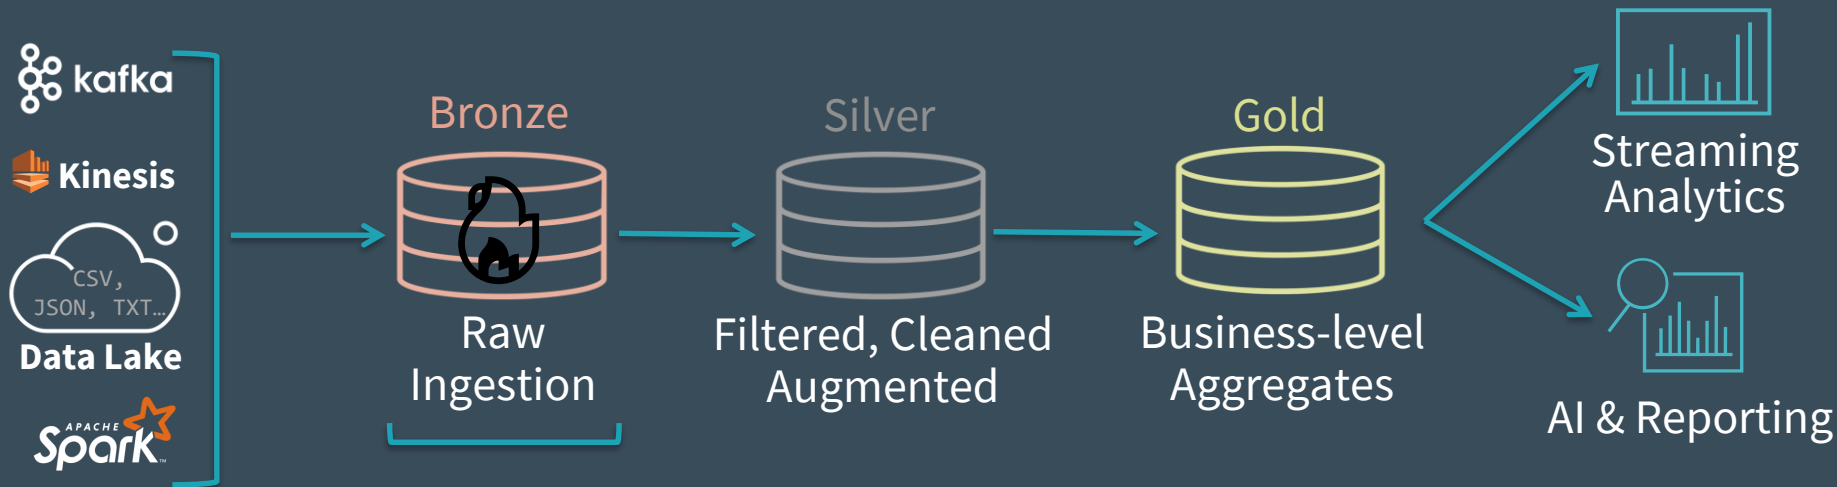 kafka
Kinesis
CSV,
JSON, TXT…
Data Lake
APACHE
Spark™
Bronze
Raw
Ingestion
Silver
Filtered, Cleaned
Augmented
Gold
Business-level
Aggregates
Streaming
Analytics
AI & Reporting